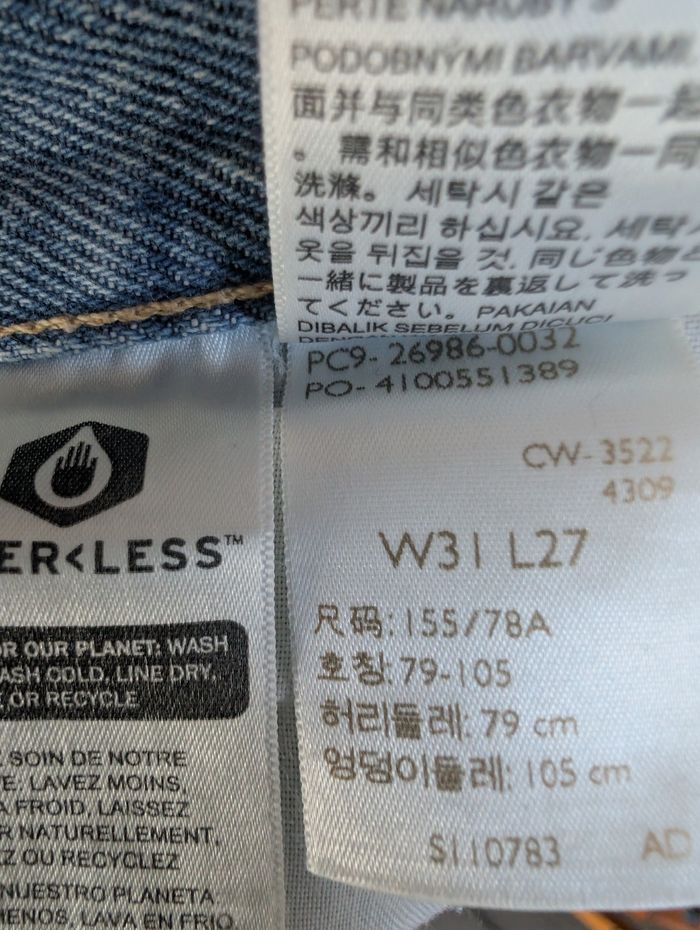 PERTE NARUBY S
PODOBNÝMI BARVAMI.
面并与同类色衣物一起
。需和相似色衣物一同
洗滌。 세탁시 같은
색상끼리 하십시요. 세탁시
옷을 뒤집을 것. 同じ色物と
一緒に製品を裏返して洗っ
てください。PAKAIAN
DIBALIK SEBELUM DICUCI
PC9- 26986-0032
PO- 4100551389
CW- 3522
4309
W31 L27
尺码: 155/78A
호칭: 79-105
허리둘레: 79 cm
엉덩이둘레: 105 cm
S110783 AD
ER<LESS™
OR OUR PLANET: WASH
ASH COLD, LINE DRY,
OR RECYCLE
SOIN DE NOTRE
E: LAVEZ MOINS,
A FROID, LAISSEZ
R NATURELLEMENT,
Z OU RECYCLEZ
NUESTRO PLANETA
MENOS, LAVA EN FRIO